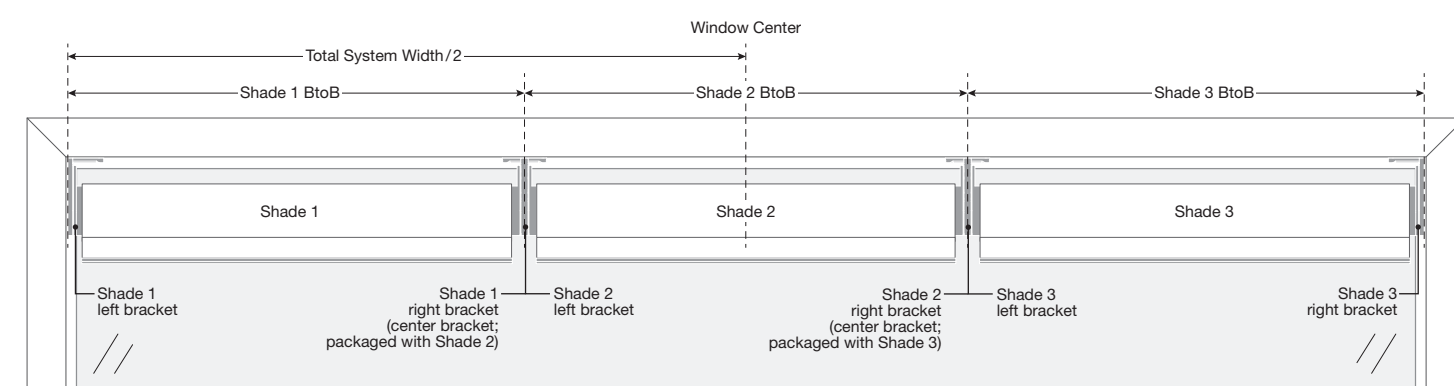 Window Center
Total System Width/2
Shade 1 BtoB
Shade 2 BtoB
Shade 3 BtoB
Shade 1
Shade 2
Shade 3
Shade 1
left bracket
Shade 1
right bracket
(center bracket;
packaged with Shade 2)
Shade 2
left bracket
Shade 2
right bracket
(center bracket;
packaged with Shade 3)
Shade 3
left bracket
Shade 3
right bracket